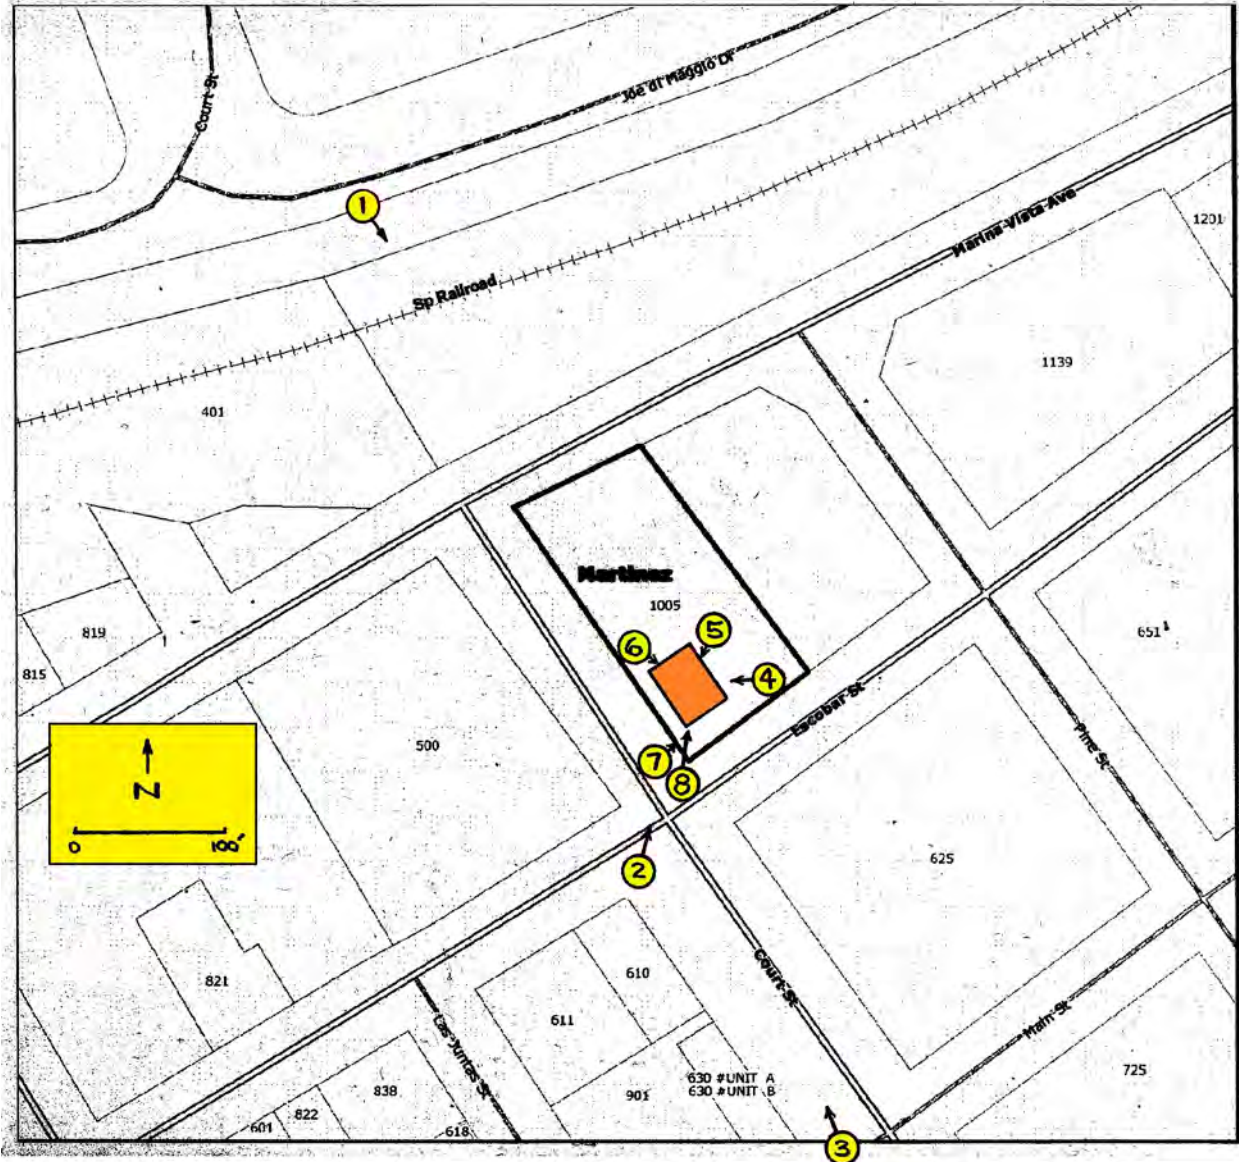 Court St
Joe di Maggio Dr
1
Marina Vista Ave
1201
Sp Railroad
1139
401
Martinez
1005
819
651
5
6
815
4
Escobar St
500
Pine St
7
8
N
0 100'
625
2
Court St
610
821
611
Las Juntas St
Main St
630 #UNIT A
630 #UNIT B
725
838
901
822
601
618
3